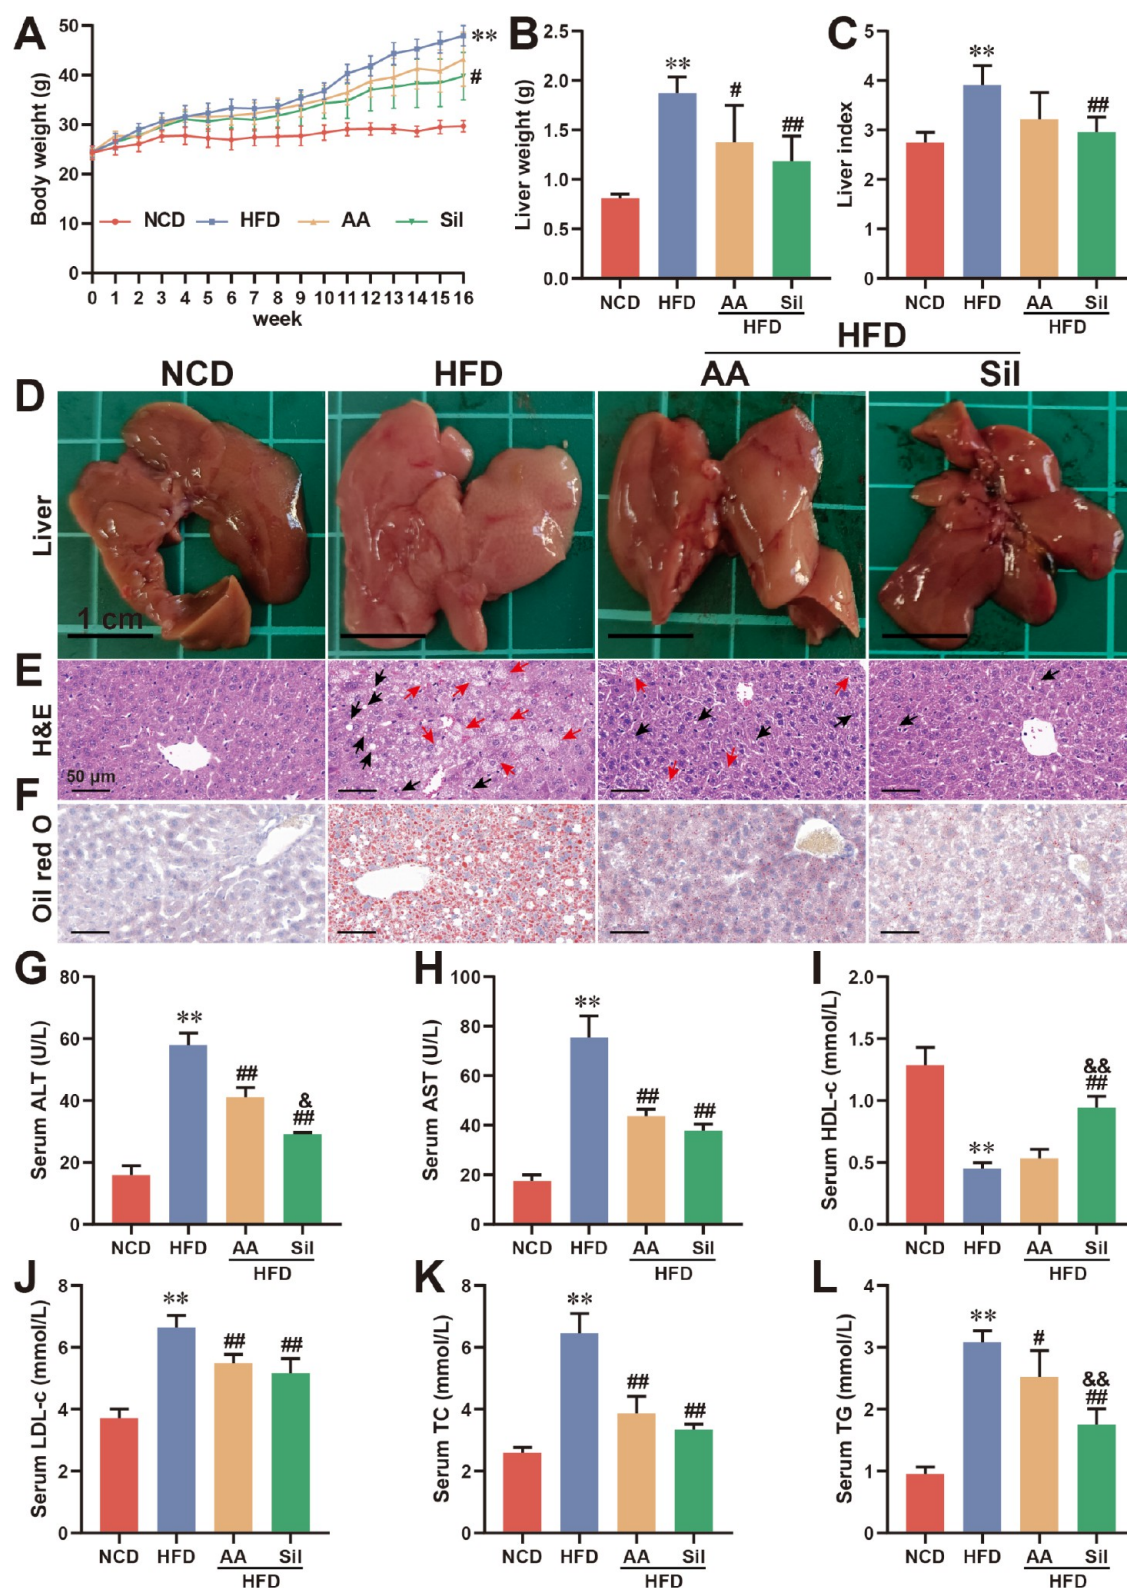 A
Body weight (g)
50
40
30
20
10
0
**
#
NCD HFD AA Sil
0 1 2 3 4 5 6 7 8 9 10 11 12 13 14 15 16
week
B
Liver weight (g)
2.5
2.0
1.5
1.0
0.5
0.0
**
#
##
NCD HFD AA Sil
HFD
C
Liver index
5
4
3
2
1
0
**
##
NCD HFD AA Sil
HFD
HFD
NCD HFD AA Sil
D
Liver
1 cm
E
H&E
50 μm
F
Oil red O
G
Serum ALT (U/L)
80
60
40
20
0
**
##
&
##
NCD HFD AA Sil
HFD
H
Serum AST (U/L)
100
80
60
40
20
0
**
##
##
NCD HFD AA Sil
HFD
I
Serum HDL-c (mmol/L)
2.0
1.5
1.0
0.5
0.0
**
&&
##
NCD HFD AA Sil
HFD
J
Serum LDL-c (mmol/L)
8
6
4
2
0
**
##
##
NCD HFD AA Sil
HFD
K
Serum TC (mmol/L)
8
6
4
2
0
**
##
##
NCD HFD AA Sil
HFD
L
Serum TG (mmol/L)
4
3
2
1
0
**
#
&&
##
NCD HFD AA Sil
HFD